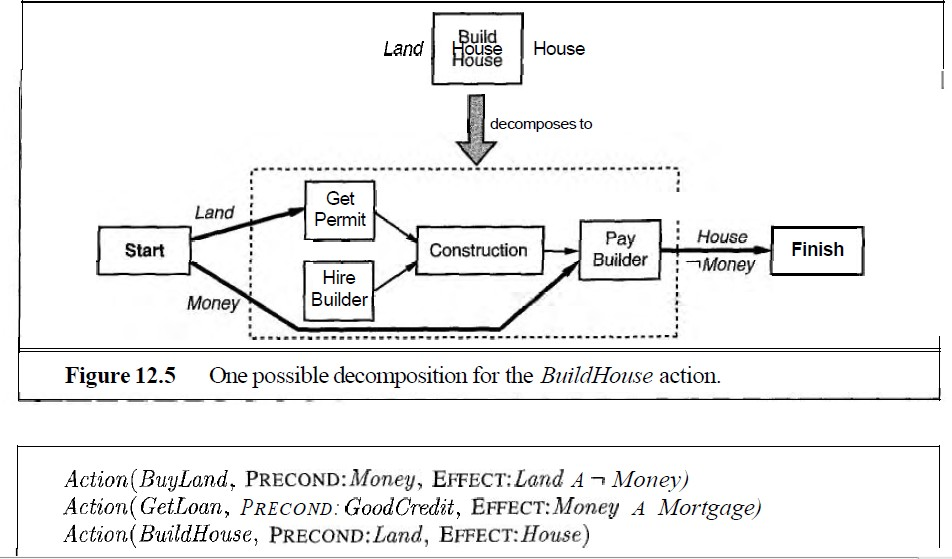 Land
Build
House
House
House
decomposes to
Land
Get
Permit
Start
Construction
Pay
Builder
House
¬Money
Finish
Hire
Builder
Money
Figure 12.5 One possible decomposition for the BuildHouse action.
Action(BuyLand, PRECOND:Money, EFFECT:Land A ¬ Money)
Action(GetLoan, PRECOND: GoodCredit, EFFECT:Money A Mortgage)
Action(BuildHouse, PRECOND:Land, EFFECT:House)